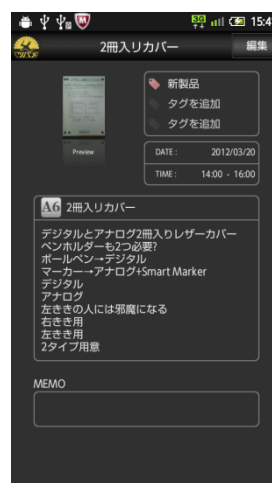 3G
15:4
ツバメ
2冊入リカバー
編集
新製品
タグを追加
タグを追加
Preview
DATE : 2012/03/20
TIME : 14:00 - 16:00
A6 2冊入リカバー
デジタルとアナログ2冊入りレザーカバー
ペンホルダーも2つ必要?
ボールペン→デジタル
マーカー→アナログ+Smart Marker
デジタル
アナログ
左ききの人には邪魔になる
右きき用
左きき用
2タイプ用意
MEMO